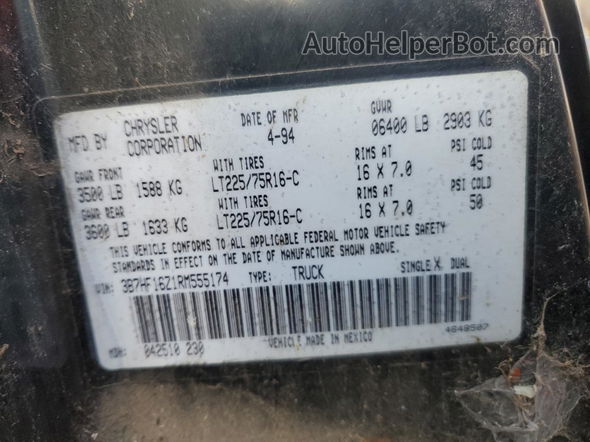 AutoHelperBot.com
MFD BY CHRYSLER CORPORATION DATE OF MFR 4-94 GVWR 06400 LB 2903 KG
GAWR FRONT WITH TIRES RIMS AT PSI COLD
3500 LB 1588 KG LT225/75R16-C 16 X 7.0 45
GAWR REAR WITH TIRES RIMS AT PSI COLD
3600 LB 1633 KG LT225/75R16-C 16 X 7.0 50
THIS VEHICLE CONFORMS TO ALL APPLICABLE FEDERAL MOTOR VEHICLE SAFETY
STANDARDS IN EFFECT ON THE DATE OF MANUFACTURE SHOWN ABOVE.
VIN: 3B7HF16Z1RM555174 TYPE: TRUCK SINGLE X DUAL
MDH: 042510 230 VEHICLE MADE IN MEXICO 4648507